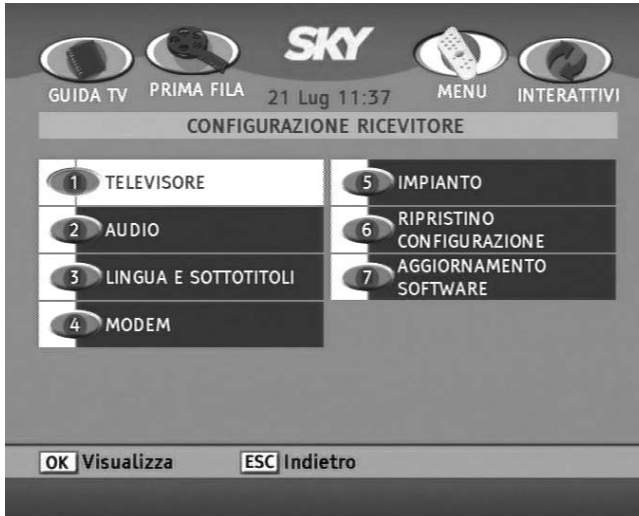 SKY
GUIDA TV
PRIMA FILA
21 Lug 11:37
MENU
INTERATTIVI
CONFIGURAZIONE RICEVITORE
1 TELEVISORE
2 AUDIO
3 LINGUA E SOTTOTITOLI
4 MODEM
5 IMPIANTO
6 RIPRISTINO
CONFIGURAZIONE
7 AGGIORNAMENTO
SOFTWARE
OK Visualizza ESC Indietro